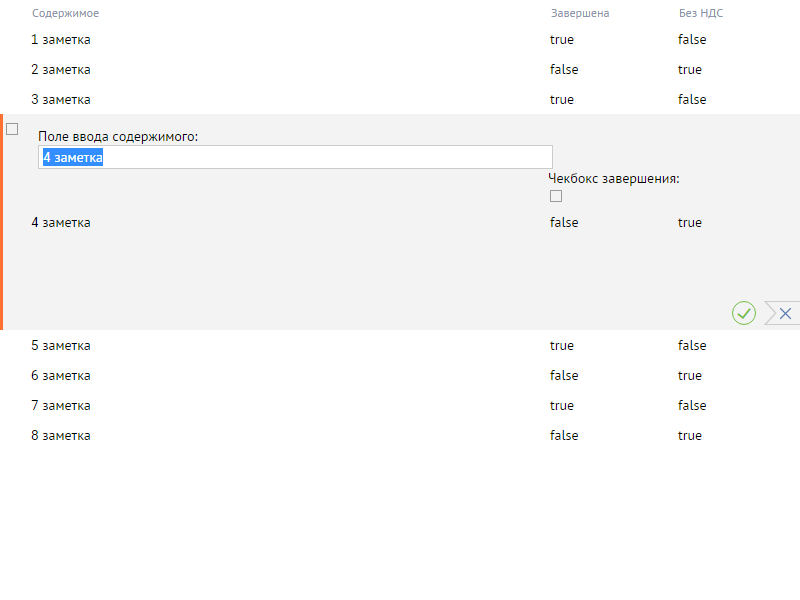 Содержимое Завершена Без НДС
1 заметка true false
2 заметка false true
3 заметка true false
Поле ввода содержимого:
4 заметка
Чекбокс завершения:
4 заметка false true
5 заметка true false
6 заметка false true
7 заметка true false
8 заметка false true